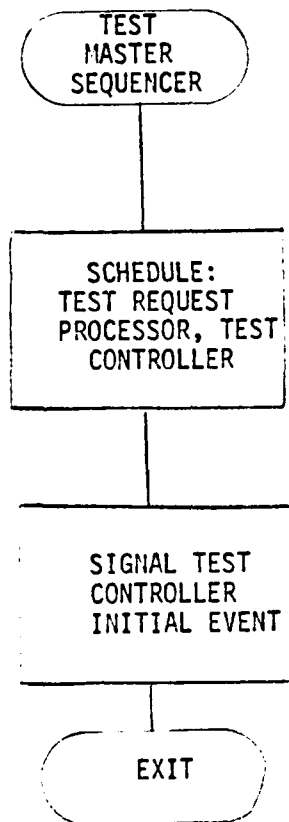 TEST
MASTER
SEQUENCER
SCHEDULE:
TEST REQUEST
PROCESSOR, TEST
CONTROLLER
SIGNAL TEST
CONTROLLER
INITIAL EVENT
EXIT